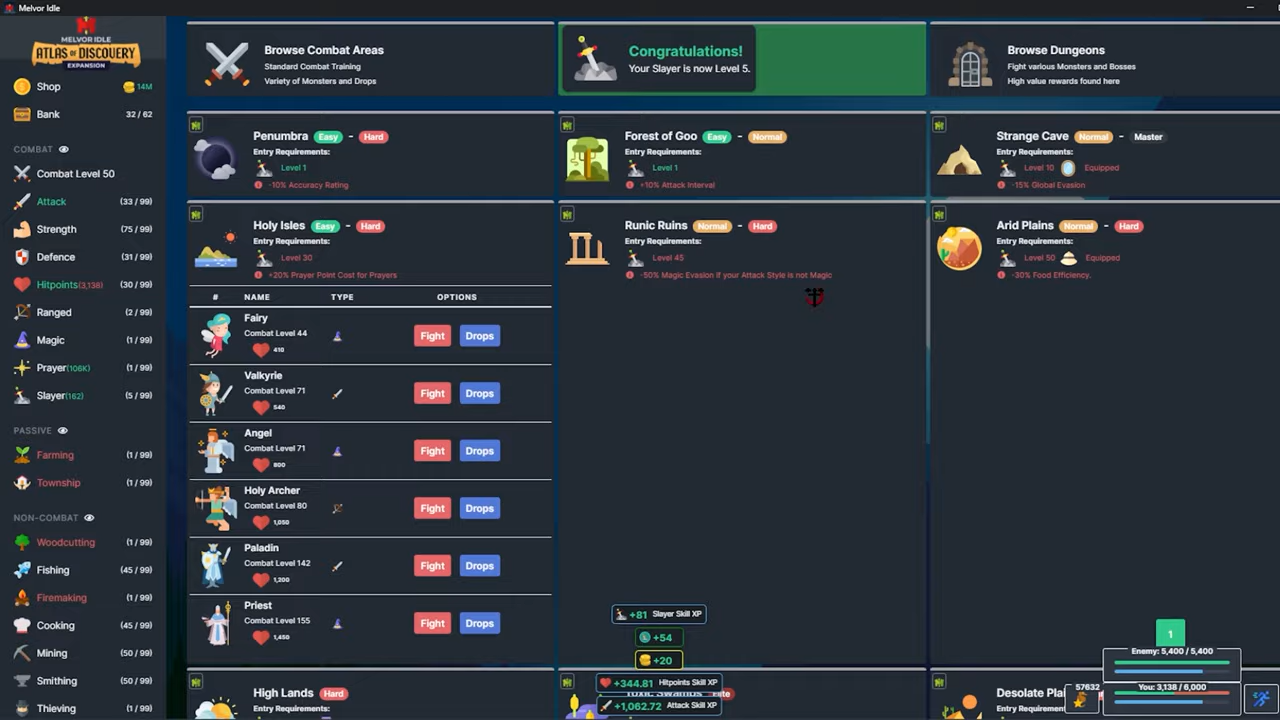 Melvor Idle
MELVOR IDLE
ATLAS OF DISCOVERY
EXPANSION
Shop 14M
Bank 32 / 62
COMBAT
Combat Level 50
Attack (33 / 99)
Strength (75 / 99)
Defence (31 / 99)
Hitpoints(3,138) (30 / 99)
Ranged (2 / 99)
Magic (1 / 99)
Prayer(106K) (1 / 99)
Slayer(162) (5 / 99)
PASSIVE
Farming (1 / 99)
Township (1 / 99)
NON-COMBAT
Woodcutting (1 / 99)
Fishing (45 / 99)
Firemaking (1 / 99)
Cooking (45 / 99)
Mining (50 / 99)
Smithing (50 / 99)
Thieving (1 / 99)
Browse Combat Areas
Standard Combat Training
Variety of Monsters and Drops
Congratulations!
Your Slayer is now Level 5.
Browse Dungeons
Fight various Monsters and Bosses
High value rewards found here
Penumbra Easy - Hard
Entry Requirements:
Level 1
-10% Accuracy Rating
Forest of Goo Easy - Normal
Entry Requirements:
Level 1
+10% Attack Interval
Strange Cave Normal - Master
Entry Requirements:
Level 10 Equipped
-15% Global Evasion
Holy Isles Easy - Hard
Entry Requirements:
Level 30
+20% Prayer Point Cost for Prayers
Runic Ruins Normal - Hard
Entry Requirements:
Level 45
-50% Magic Evasion if your Attack Style is not Magic
Arid Plains Normal - Hard
Entry Requirements:
Level 50 Equipped
-30% Food Efficiency.
# NAME TYPE OPTIONS
Fairy
Combat Level 44
410
Fight Drops
Valkyrie
Combat Level 71
540
Fight Drops
Angel
Combat Level 71
800
Fight Drops
Holy Archer
Combat Level 80
1,050
Fight Drops
Paladin
Combat Level 142
1,200
Fight Drops
Priest
Combat Level 155
1,450
Fight Drops
+81 Slayer Skill XP
+54
+20
+344.81 Hitpoints Skill XP
+1,062.72 Attack Skill XP
High Lands Hard
Desolate Plai
1
Enemy: 5,400 / 5,400
57632
You: 3,138 / 6,000